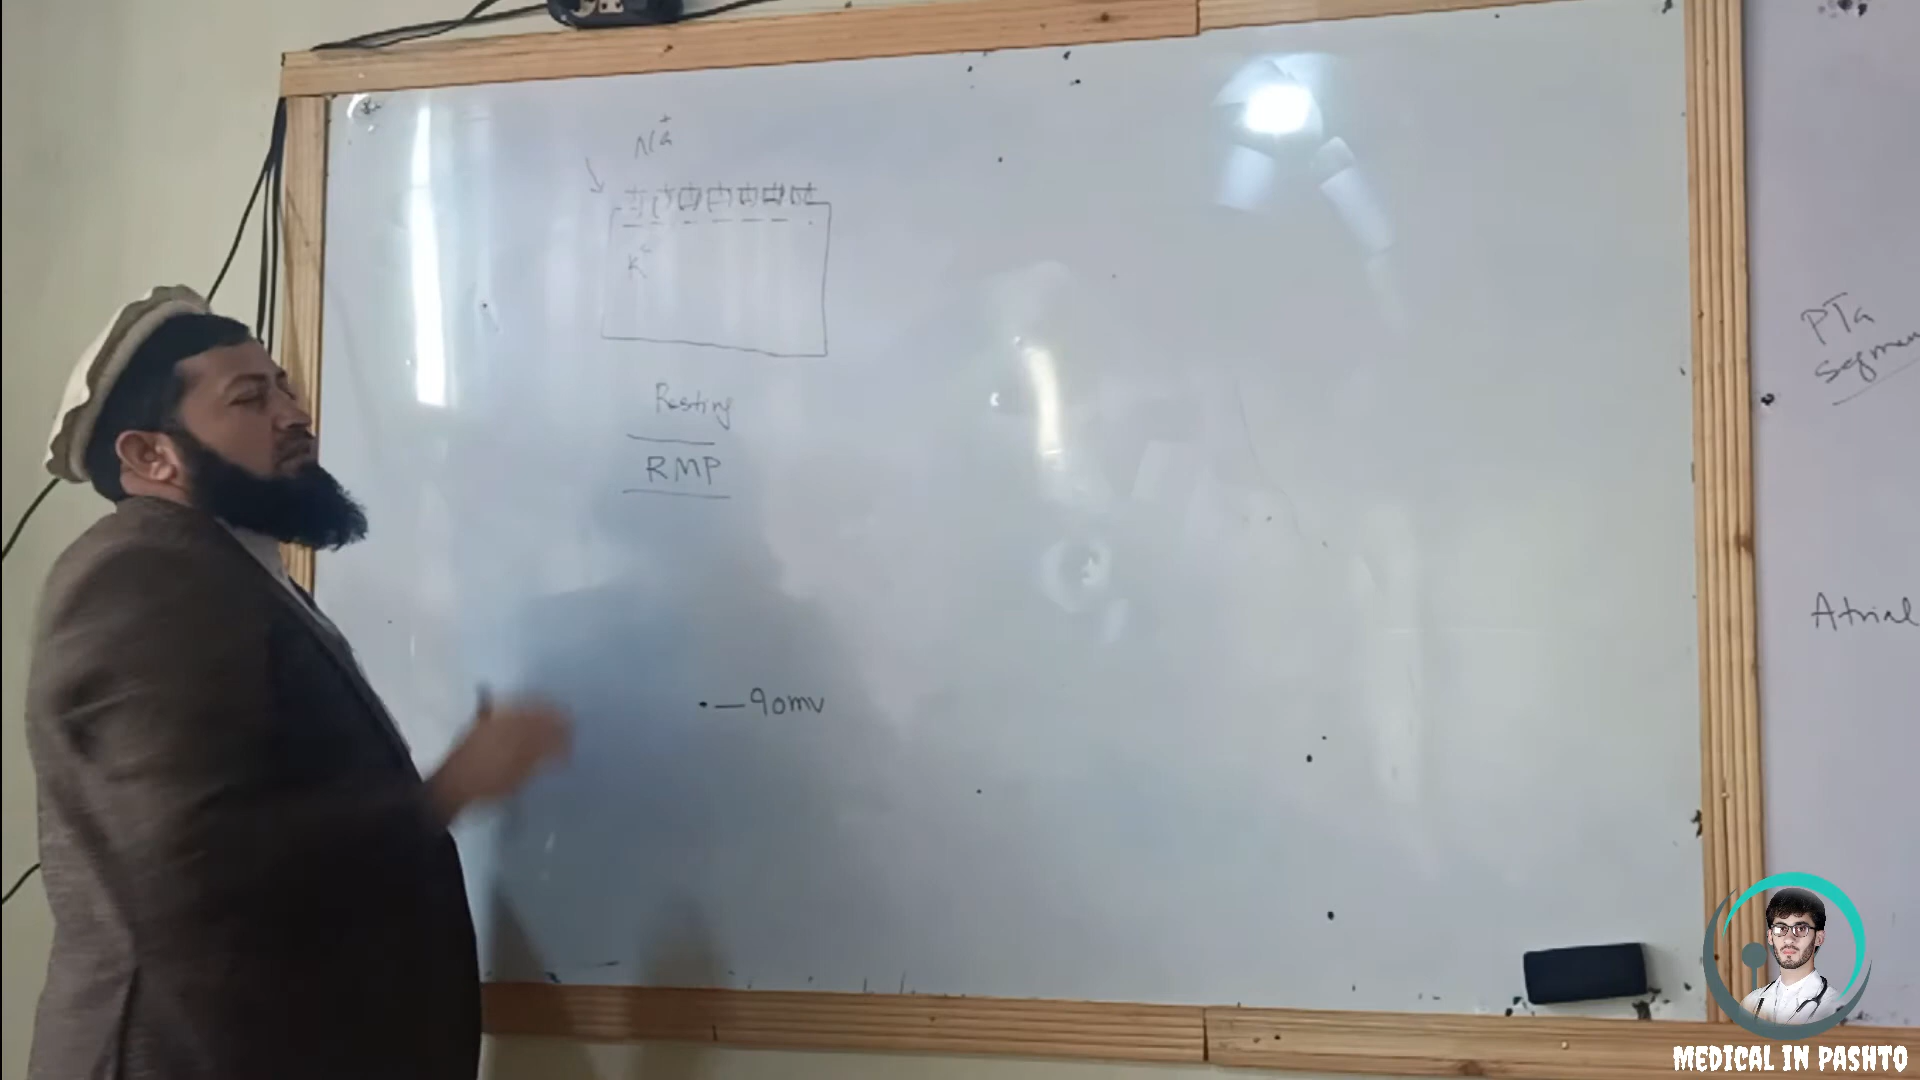 Na+
K+
Resting
RMP
-90mv
PTa
Segmen
Atrial
MEDICAL IN PASHTO